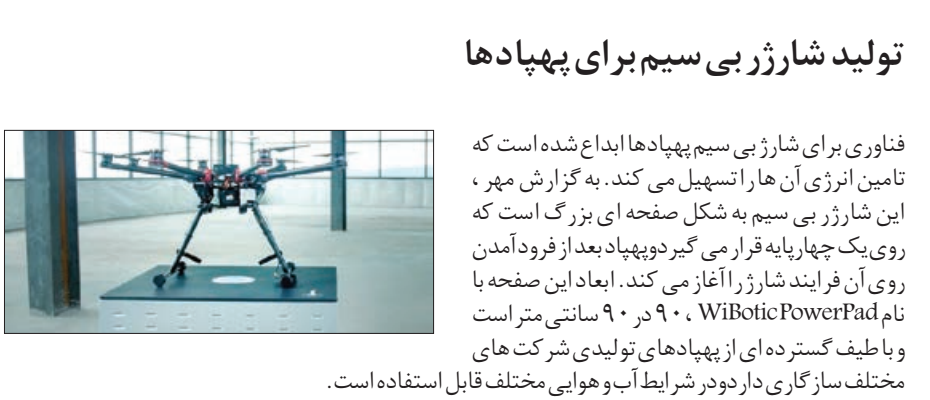 تولید شارژر بی سیم برای پهپادها
فناوری برای شارژ بی سیم پهپادها ابداع شده است که
تامین انرژی آن ها را تسهیل می کند. به گزارش مهر ،
این شارژر بی سیم به شکل صفحه ای بزرگ است که
روی یک چهارپایه قرار می گیرد و پهپاد بعد از فرود آمدن
روی آن فرایند شارژ را آغاز می کند. ابعاد این صفحه با
نام WiBotic PowerPad ، ۹۰ در ۹۰ سانتی متر است
و با طیف گسترده ای از پهپادهای تولیدی شرکت های
مختلف سازگاری دارد و در شرایط آب و هوایی مختلف قابل استفاده است.